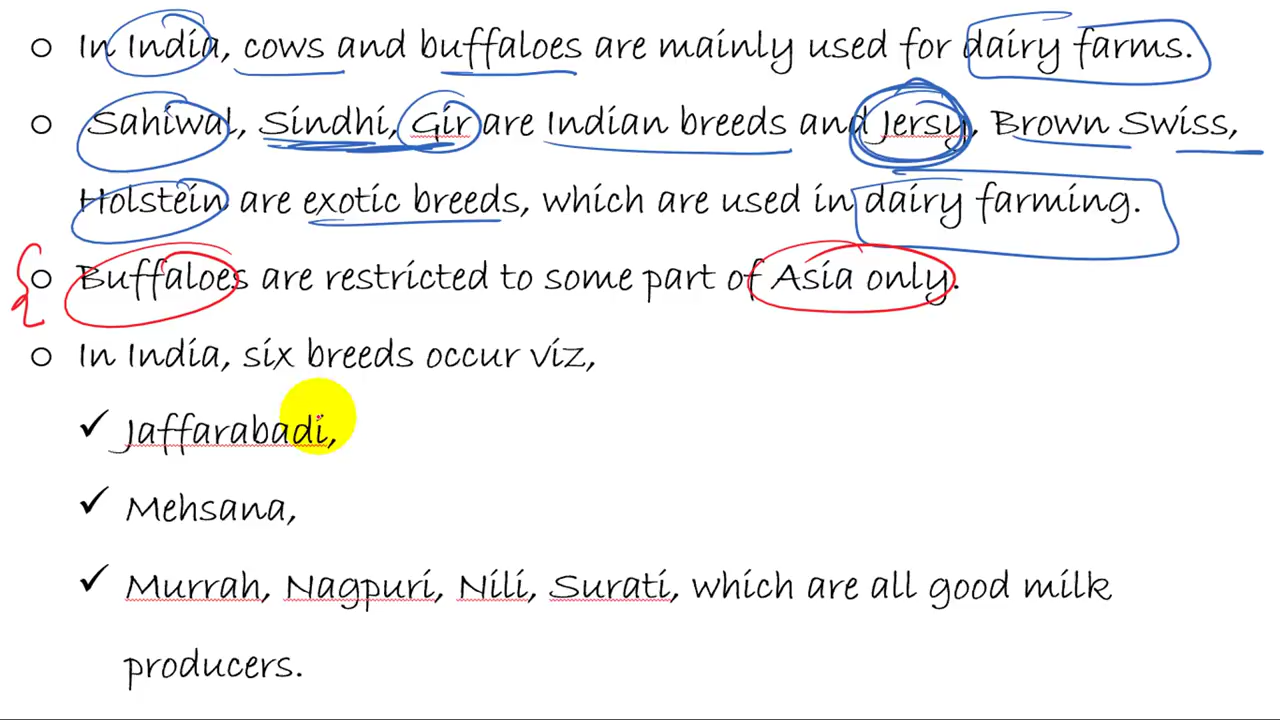 o In India, cows and buffaloes are mainly used for dairy farms.
o Sahiwal, Sindhi, Gir are Indian breeds and Jersy, Brown Swiss,
Holstein are exotic breeds, which are used in dairy farming.
o Buffaloes are restricted to some part of Asia only.
o In India, six breeds occur viz,
✓ Jaffarabadi,
✓ Mehsana,
✓ Murrah, Nagpuri, Nili, Surati, which are all good milk
producers.